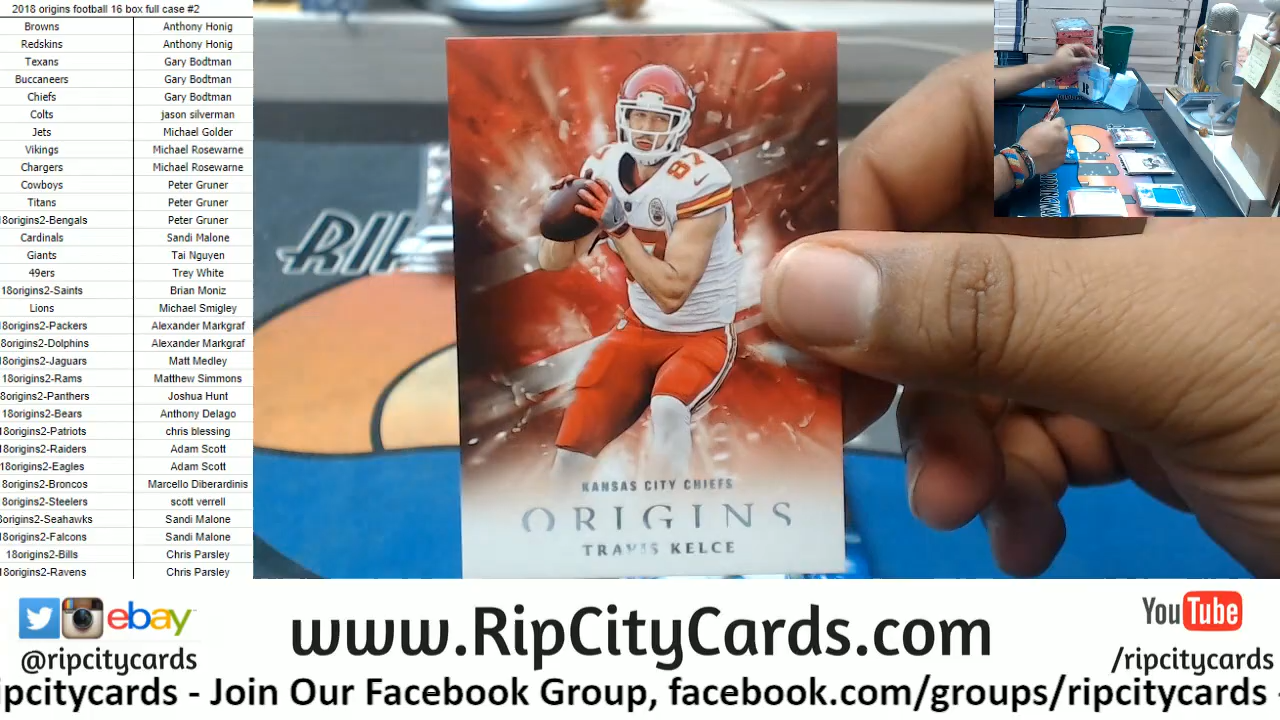 2018 origins football 16 box full case #2
Browns Anthony Honig
Redskins Anthony Honig
Texans Gary Bodtman
Buccaneers Gary Bodtman
Chiefs Gary Bodtman
Colts jason silverman
Jets Michael Golder
Vikings Michael Rosewarne
Chargers Michael Rosewarne
Cowboys Peter Gruner
Titans Peter Gruner
18origins2-Bengals Peter Gruner
Cardinals Sandi Malone
Giants Tai Nguyen
49ers Trey White
18origins2-Saints Brian Moniz
Lions Michael Smigley
18origins2-Packers Alexander Markgraf
18origins2-Dolphins Alexander Markgraf
18origins2-Jaguars Matt Medley
18origins2-Rams Matthew Simmons
18origins2-Panthers Joshua Hunt
18origins2-Bears Anthony Delago
18origins2-Patriots chris blessing
18origins2-Raiders Adam Scott
18origins2-Eagles Adam Scott
18origins2-Broncos Marcello Diberardinis
18origins2-Steelers scott verrell
8origins2-Seahawks Sandi Malone
18origins2-Falcons Sandi Malone
18origins2-Bills Chris Parsley
18origins2-Ravens Chris Parsley
RIP
87
KANSAS CITY CHIEFS
ORIGINS
TRAVIS KELCE
ebay
@ripcitycards
www.RipCityCards.com
YouTube
/ripcitycards
ipcitycards - Join Our Facebook Group, facebook.com/groups/ripcitycards -